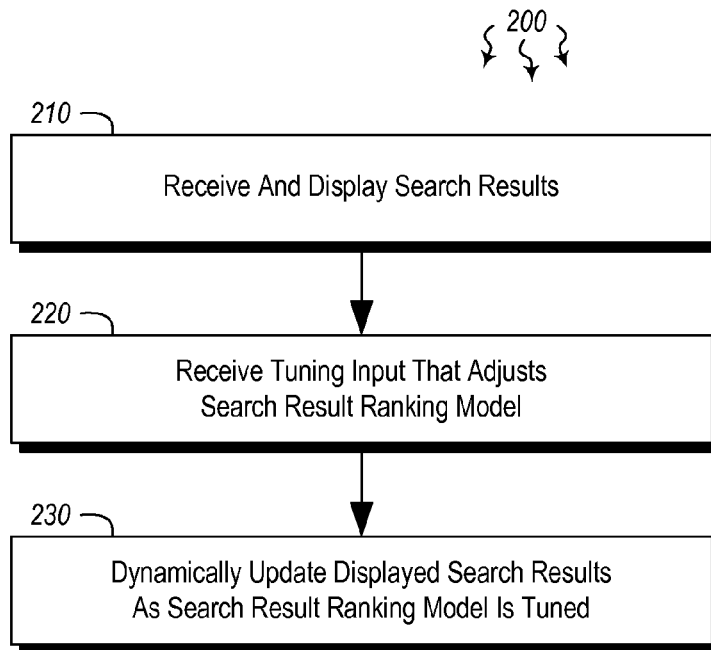 200
210
Receive And Display Search Results
220
Receive Tuning Input That Adjusts
Search Result Ranking Model
230
Dynamically Update Displayed Search Results
As Search Result Ranking Model Is Tuned